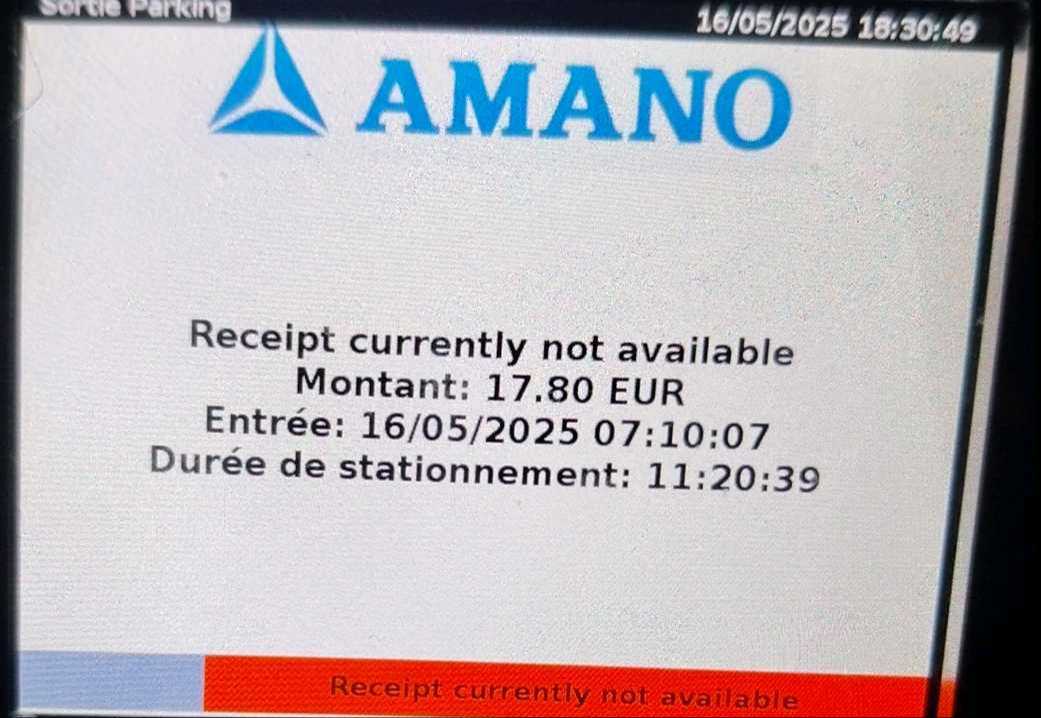 Sortie Parking
16/05/2025 18:30:49
AMANO
Receipt currently not available
Montant: 17.80 EUR
Entrée: 16/05/2025 07:10:07
Durée de stationnement: 11:20:39
Receipt currently not available